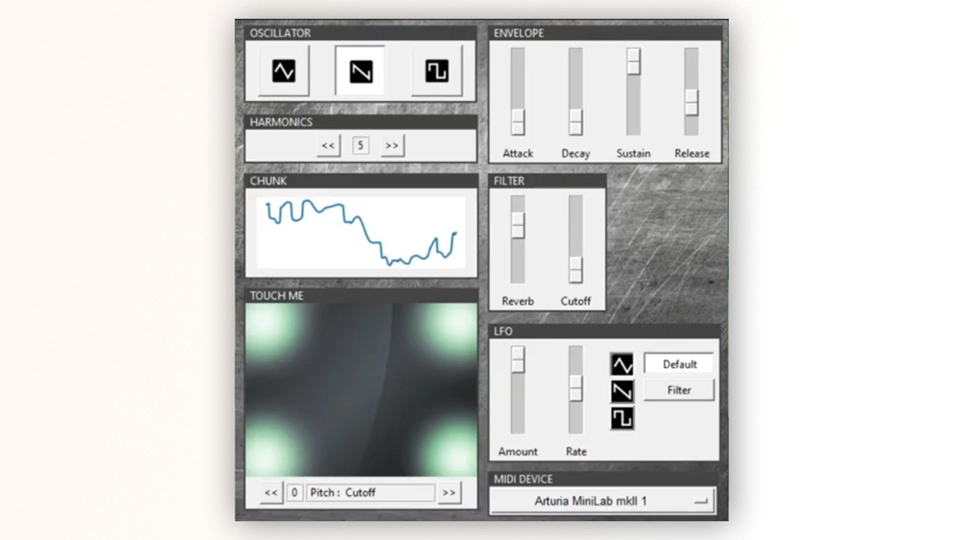 OSCILLATOR
HARMONICS
<< 5 >>
CHUNK
TOUCH ME
<< 0 Pitch : Cutoff >>
ENVELOPE
Attack Decay Sustain Release
FILTER
Reverb Cutoff
LFO
Default
Filter
Amount Rate
MIDI DEVICE
Arturia MiniLab mkII 1